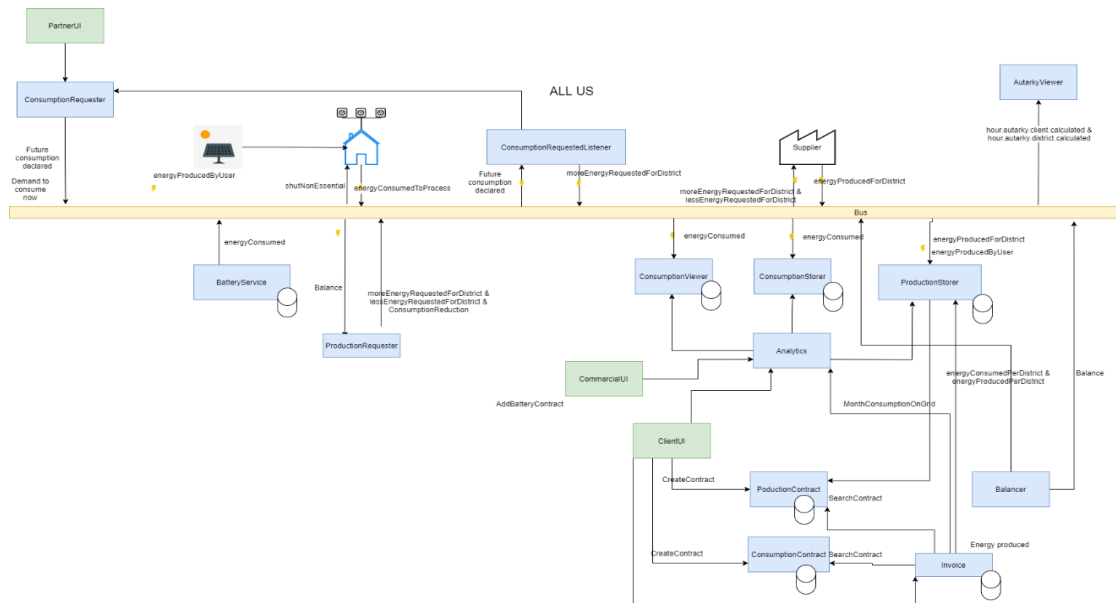 PartnerUI
ALL US
ConsumptionRequester
AutarkyViewer
hour.autarky.client.calculated &
hour.autarky.district.calculated
Future
consumption
declared
Demand to
consume
now
energyProducedByUser
shutNonEssential
energyConsumedToProcess
ConsumptionRequestedListener
Future
consumption
declared
moreEnergyRequestedForDistrict
Supplier
energyProducedForDistrict
moreEnergyRequestedForDistrict &
lessEnergyRequestedForDistrict
Bus
energyConsumed
BatteryService
Balance
moreEnergyRequestedForDistrict &
lessEnergyRequestedForDistrict &
ConsumptionReduction
ProductionRequester
energyConsumed
ConsumptionViewer
energyConsumed
ConsumptionStorer
energyProducedForDistrict
energyProducedByUser
ProductionStorer
Analytics
CommercialUI
AddBatteryContract
energyConsumedPerDistrict &
energyProducedPerDistrict
Balance
MonthConsumptionOnGrid
ClientUI
CreateContract
PoductionContract
SearchContract
Balancer
CreateContract
ConsumptionContract
SearchContract
Energy produced
Invoice